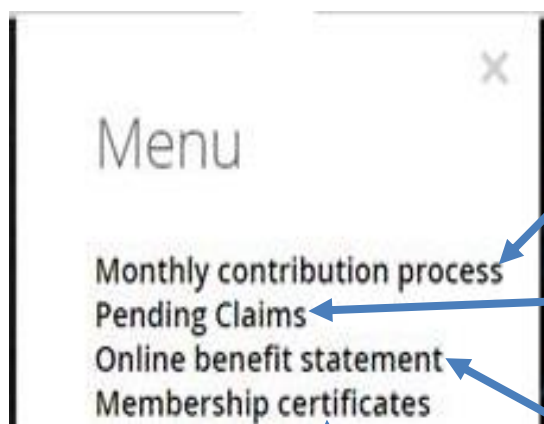 Menu
Monthly contribution process
Pending Claims
Online benefit statement
Membership certificates